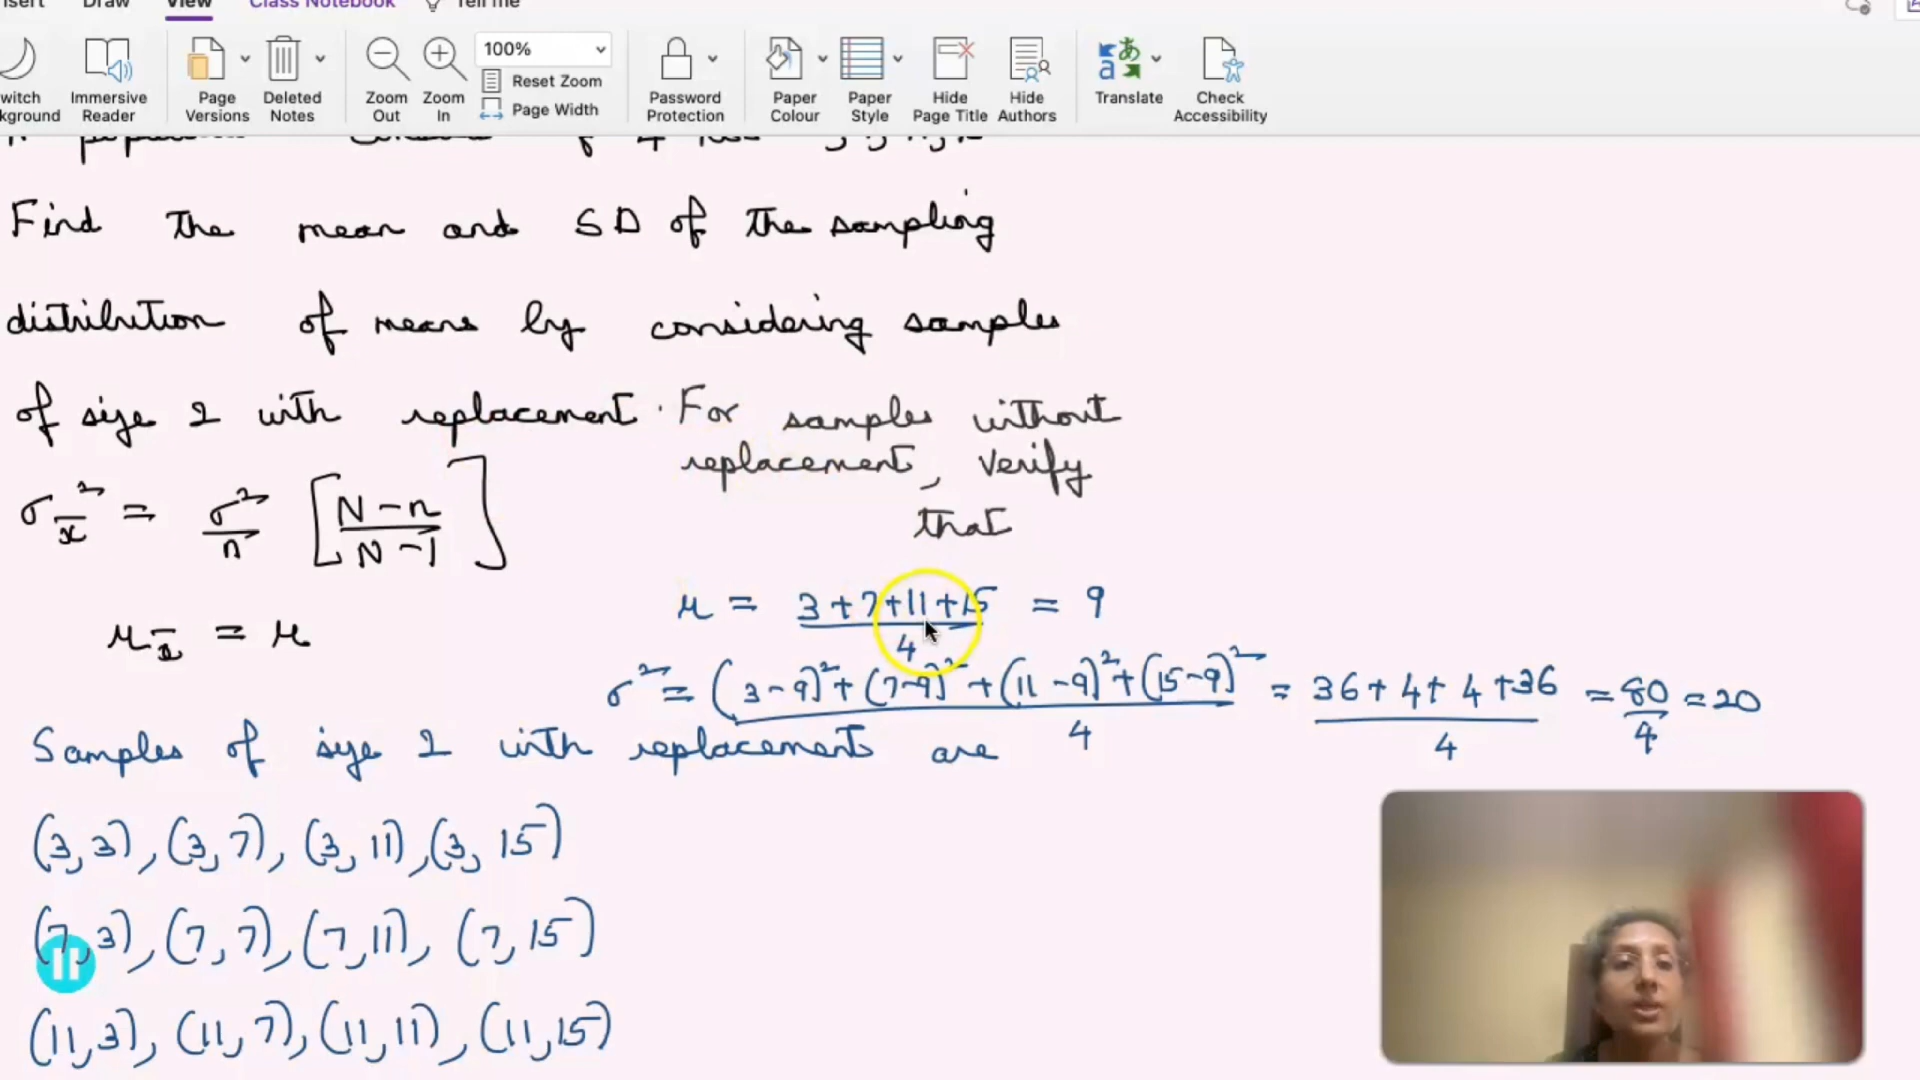 Draw View Class Notebook Tell me
100%
Reset Zoom
Page Width
Immersive Reader
Page Versions
Deleted Notes
Zoom Out
Zoom In
Password Protection
Paper Colour
Paper Style
Hide Page Title
Hide Authors
Translate
Check Accessibility
Find the mean and SD of the sampling
distribution of means by considering samples
of size 2 with replacement. For samples without
replacement, Verify
that
σ_x̄² = σ²/n [(N-n)/(N-1)]
μ = (3+7+11+15)/4 = 9
μ_x̄ = μ
σ² = ((3-9)²+(7-9)²+(11-9)²+(15-9)²)/4 = (36+4+4+36)/4 = 80/4 = 20
Samples of size 2 with replacement are
(3,3), (3,7), (3,11), (3,15)
(7,3), (7,7), (7,11), (7,15)
(11,3), (11,7), (11,11), (11,15)